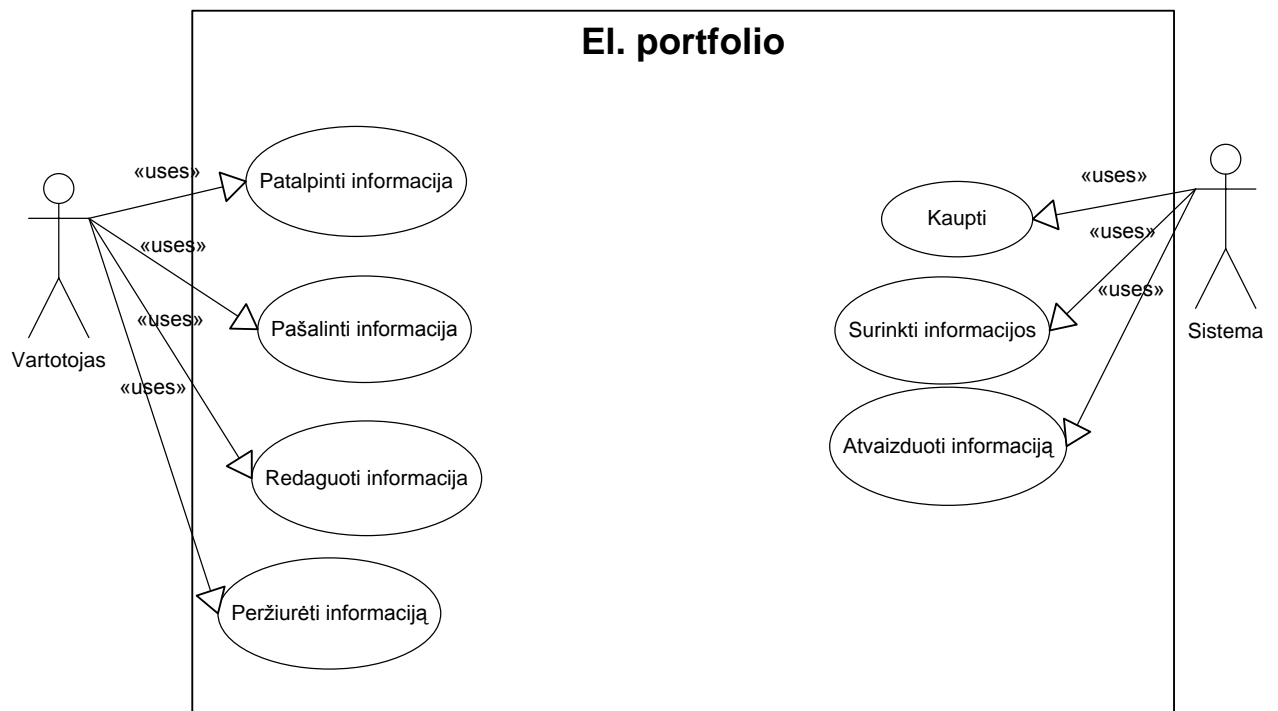 El. portfolio
«uses»
Patalpinti informacija
«uses»
Pašalinti informacija
«uses»
Redaguoti informacija
«uses»
Peržiurėti informaciją
Vartotojas
«uses»
Kaupti
«uses»
Surinkti informacijos
«uses»
Atvaizduoti informaciją
Sistema